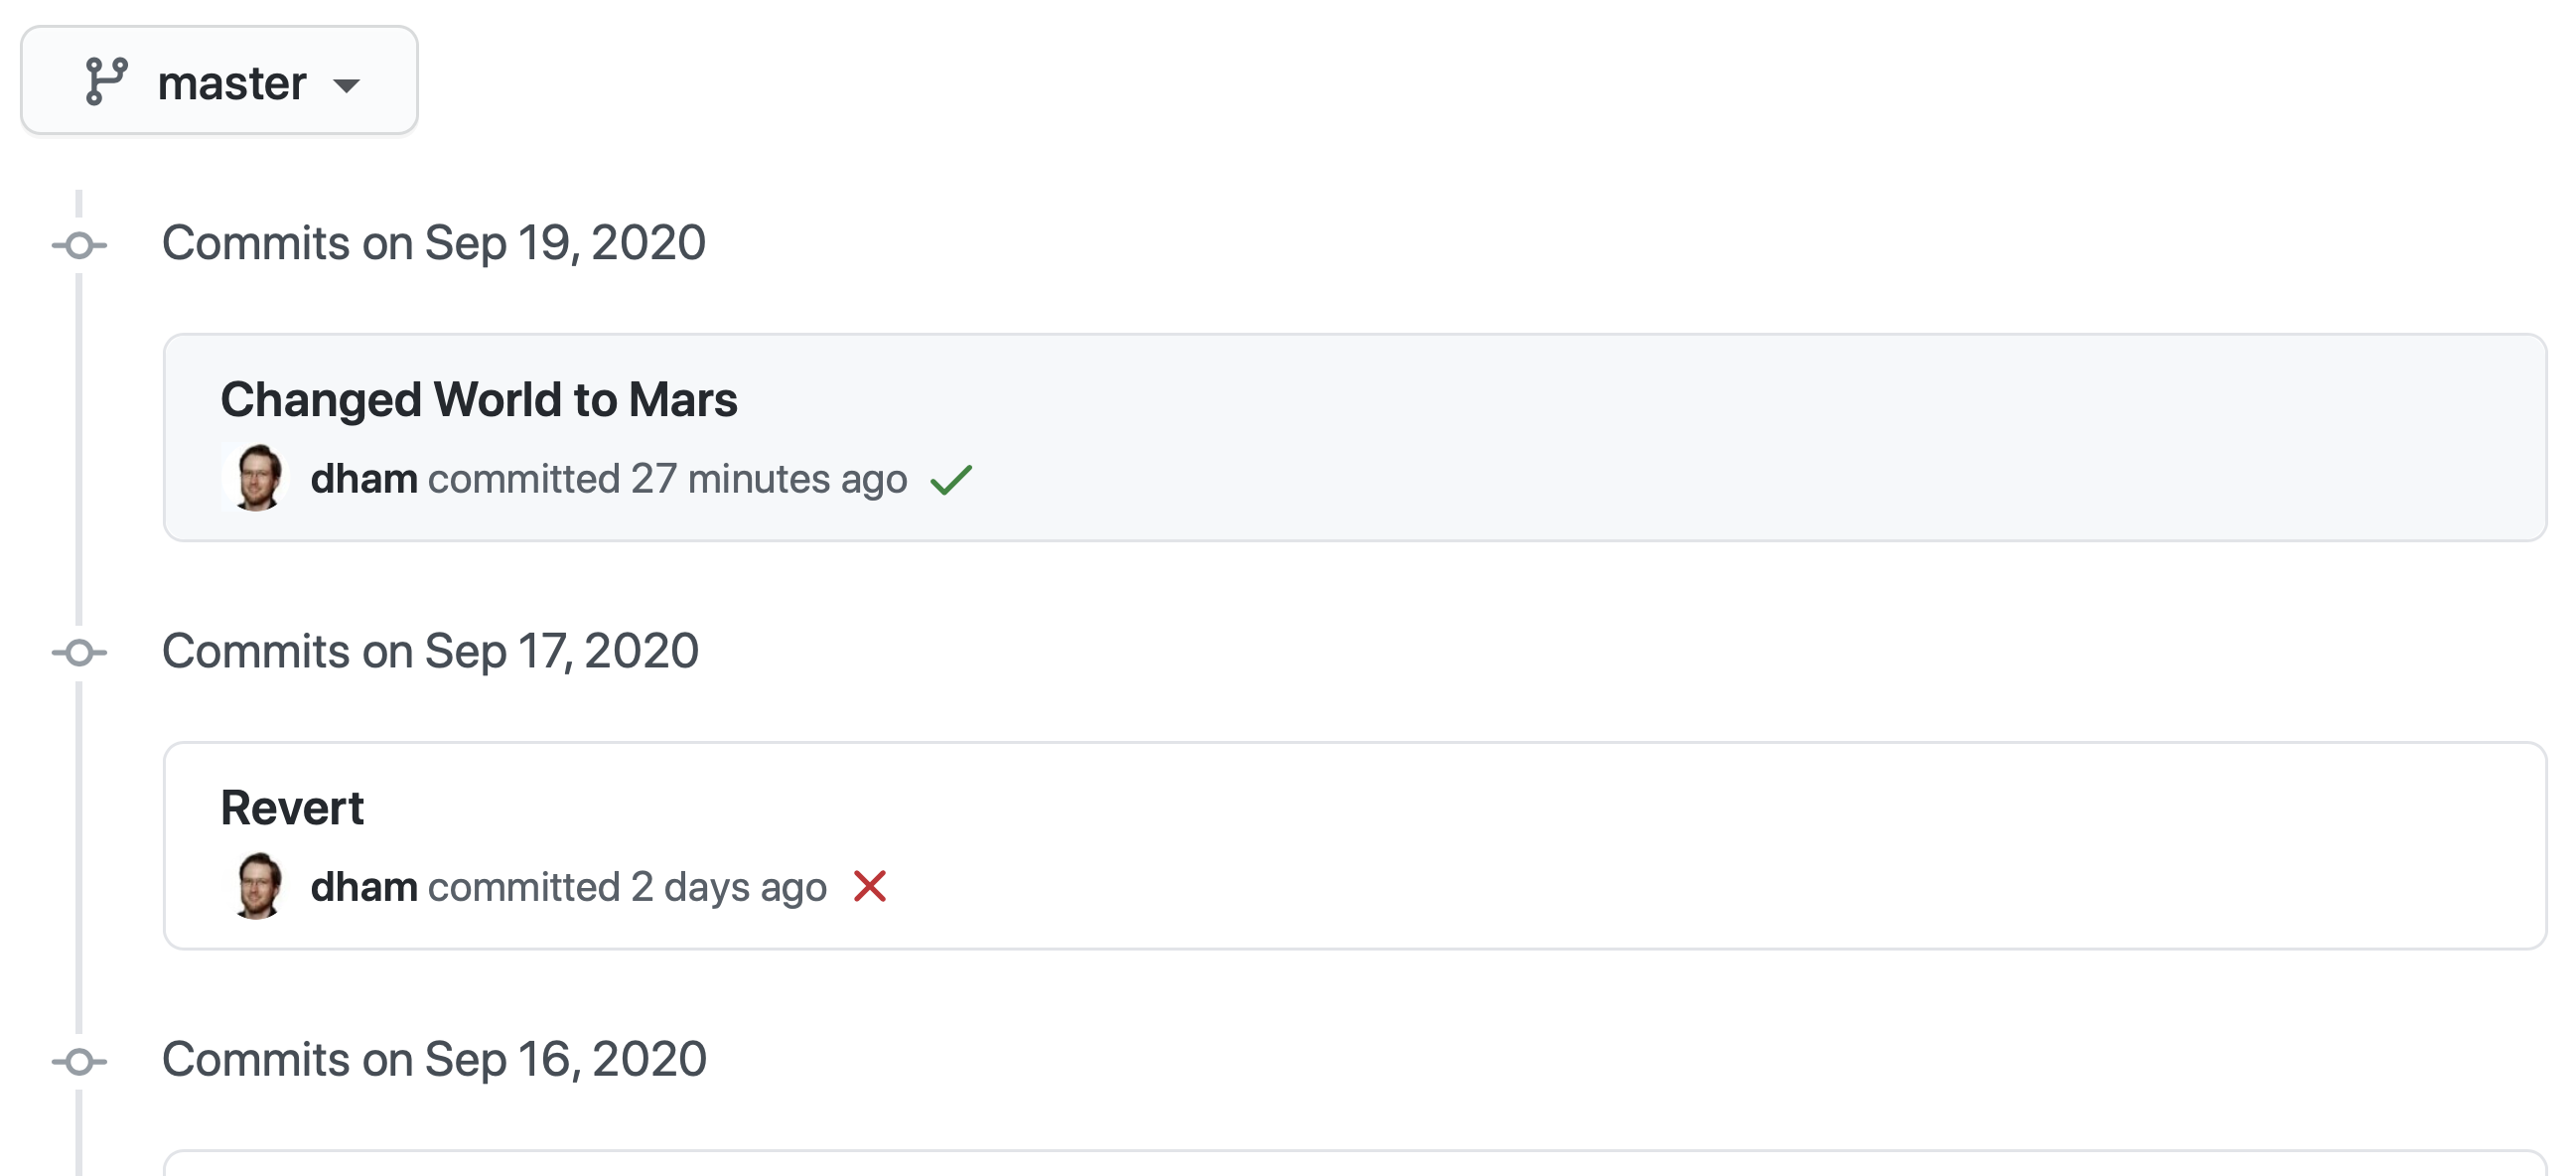 master
Commits on Sep 19, 2020
Changed World to Mars
dham committed 27 minutes ago
Commits on Sep 17, 2020
Revert
dham committed 2 days ago
Commits on Sep 16, 2020